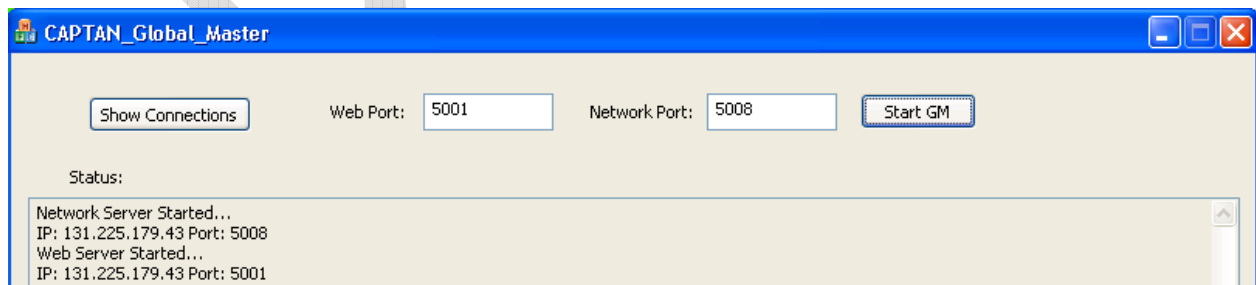 CAPTAN_Global_Master
Show Connections Web Port: 5001 Network Port: 5008 Start GM
Status:
Network Server Started...
IP: 131.225.179.43 Port: 5008
Web Server Started...
IP: 131.225.179.43 Port: 5001